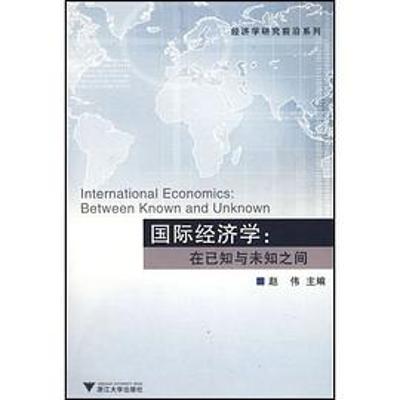 经济学研究前沿系列
International Economics:
Between Known and Unknown
国际经济学:
在已知与未知之间
赵 伟 主编
浙江大学出版社